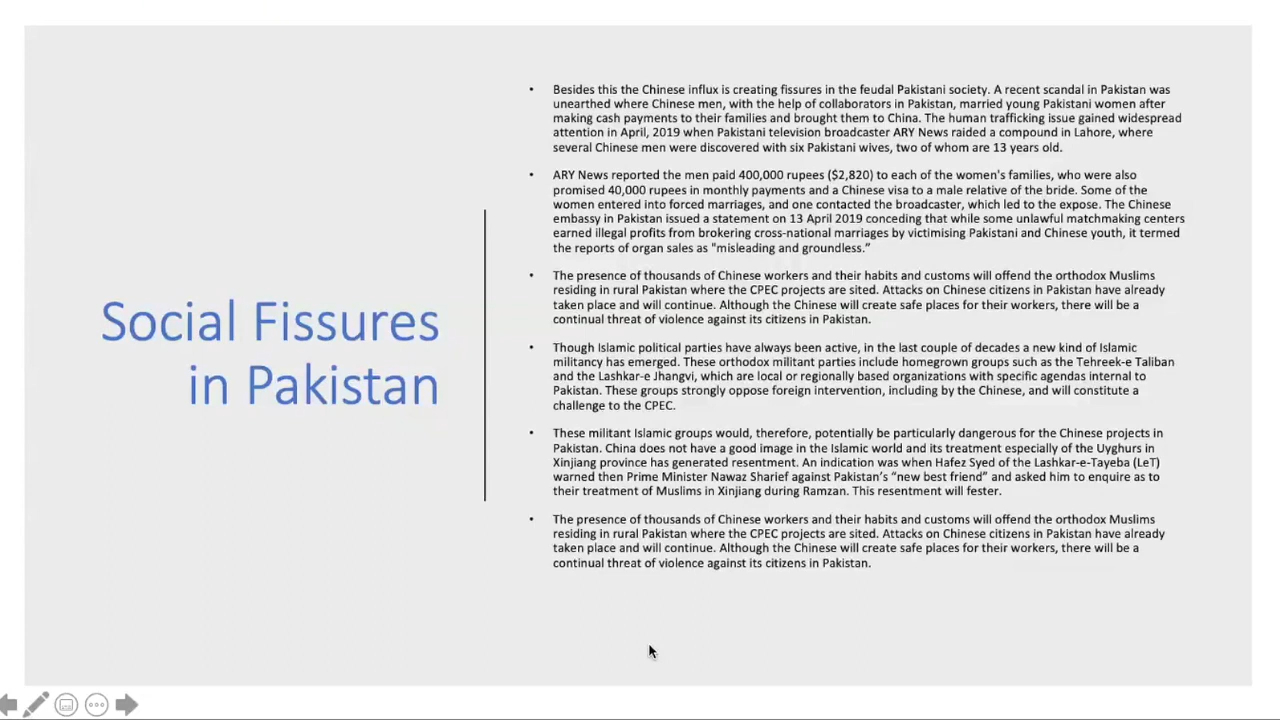 Social Fissures
in Pakistan
• Besides this the Chinese influx is creating fissures in the feudal Pakistani society. A recent scandal in Pakistan was
unearthed where Chinese men, with the help of collaborators in Pakistan, married young Pakistani women after
making cash payments to their families and brought them to China. The human trafficking issue gained widespread
attention in April, 2019 when Pakistani television broadcaster ARY News raided a compound in Lahore, where
several Chinese men were discovered with six Pakistani wives, two of whom are 13 years old.
• ARY News reported the men paid 400,000 rupees ($2,820) to each of the women's families, who were also
promised 40,000 rupees in monthly payments and a Chinese visa to a male relative of the bride. Some of the
women entered into forced marriages, and one contacted the broadcaster, which led to the expose. The Chinese
embassy in Pakistan issued a statement on 13 April 2019 conceding that while some unlawful matchmaking centers
earned illegal profits from brokering cross-national marriages by victimising Pakistani and Chinese youth, it termed
the reports of organ sales as "misleading and groundless.”
• The presence of thousands of Chinese workers and their habits and customs will offend the orthodox Muslims
residing in rural Pakistan where the CPEC projects are sited. Attacks on Chinese citizens in Pakistan have already
taken place and will continue. Although the Chinese will create safe places for their workers, there will be a
continual threat of violence against its citizens in Pakistan.
• Though Islamic political parties have always been active, in the last couple of decades a new kind of Islamic
militancy has emerged. These orthodox militant parties include homegrown groups such as the Tehreek-e Taliban
and the Lashkar-e Jhangvi, which are local or regionally based organizations with specific agendas internal to
Pakistan. These groups strongly oppose foreign intervention, including by the Chinese, and will constitute a
challenge to the CPEC.
• These militant Islamic groups would, therefore, potentially be particularly dangerous for the Chinese projects in
Pakistan. China does not have a good image in the Islamic world and its treatment especially of the Uyghurs in
Xinjiang province has generated resentment. An indication was when Hafez Syed of the Lashkar-e-Tayeba (LeT)
warned then Prime Minister Nawaz Sharief against Pakistan’s “new best friend” and asked him to enquire as to
their treatment of Muslims in Xinjiang during Ramzan. This resentment will fester.
• The presence of thousands of Chinese workers and their habits and customs will offend the orthodox Muslims
residing in rural Pakistan where the CPEC projects are sited. Attacks on Chinese citizens in Pakistan have already
taken place and will continue. Although the Chinese will create safe places for their workers, there will be a
continual threat of violence against its citizens in Pakistan.